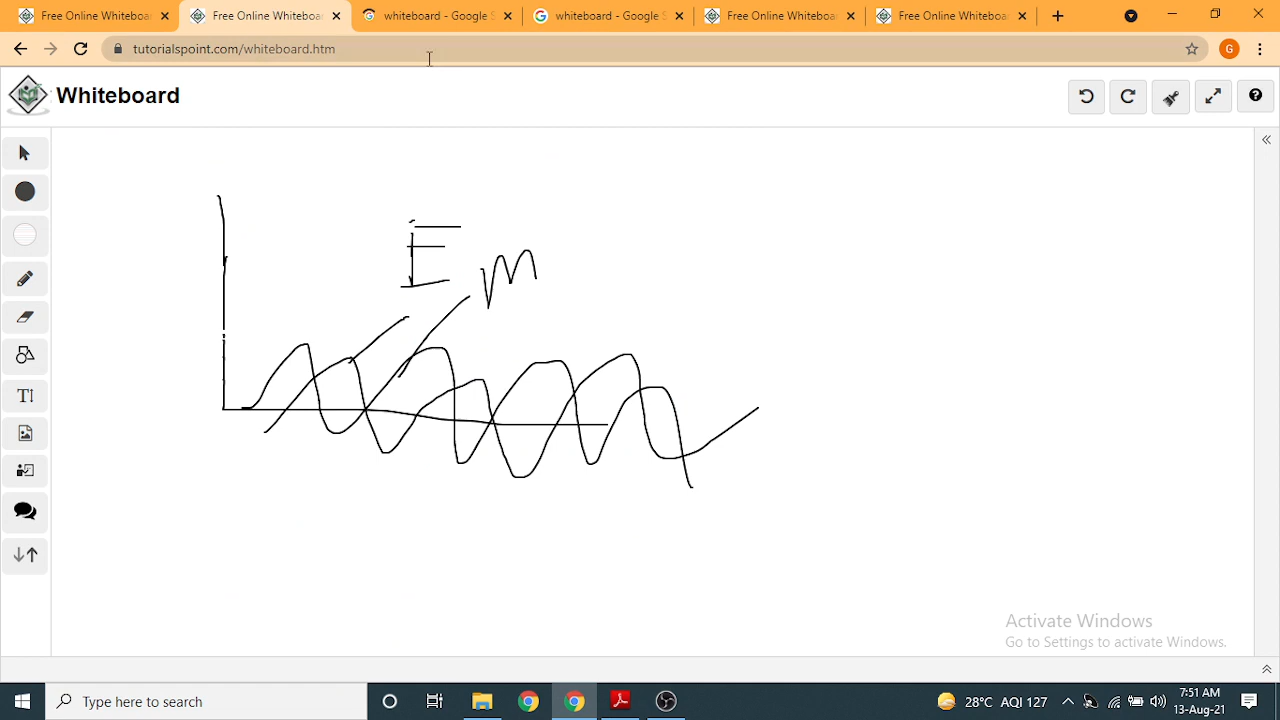 Free Online Whiteboa
Free Online Whiteboa
whiteboard - Google S
whiteboard - Google S
Free Online Whiteboa
Free Online Whiteboa
tutorialspoint.com/whiteboard.htm
G
Whiteboard
E
m
T
Activate Windows
Go to Settings to activate Windows.
Type here to search
28°C AQI 127
7:51 AM
13-Aug-21